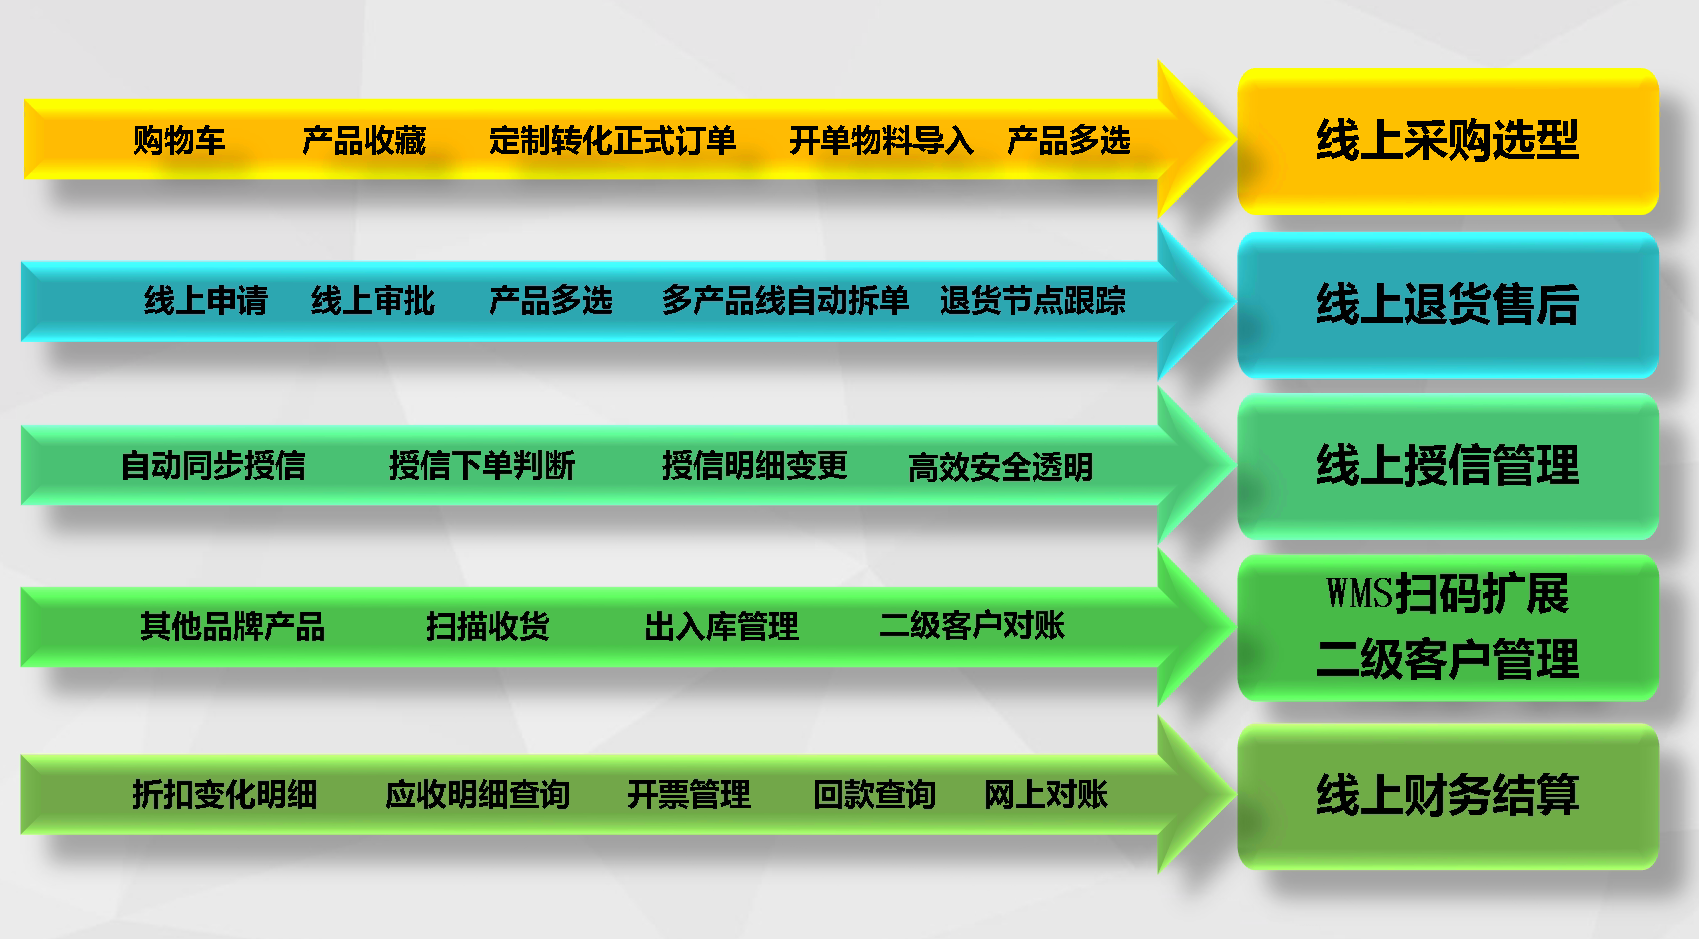 购物车 产品收藏 定制转化正式订单 开单物料导入 产品多选
线上采购选型
线上申请 线上审批 产品多选 多产品线自动拆单 退货节点跟踪
线上退货售后
自动同步授信 授信下单判断 授信明细变更 高效安全透明
线上授信管理
其他品牌产品 扫描收货 出入库管理 二级客户对账
WMS扫码扩展
二级客户管理
折扣变化明细 应收明细查询 开票管理 回款查询 网上对账
线上财务结算